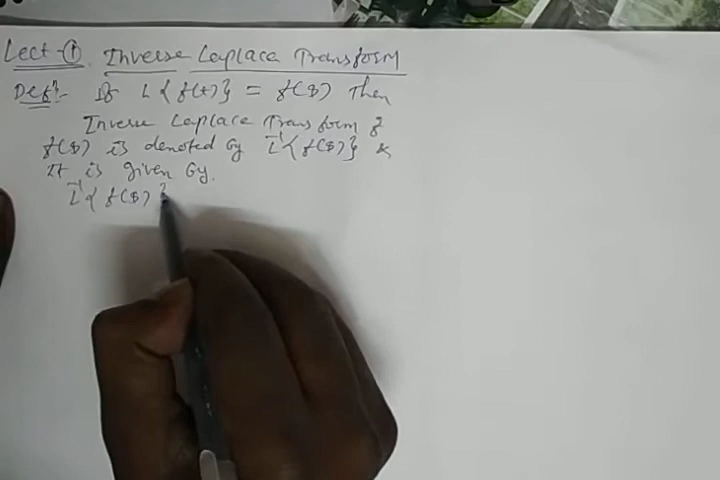 Lect-①. Inverse Laplace Transform
Defⁿ:- If L{f(t)} = f(s) Then
Inverse Laplace Transform of
f(s) is denoted by L⁻¹{f(s)} &
It is given by.
L⁻¹{f(s)}